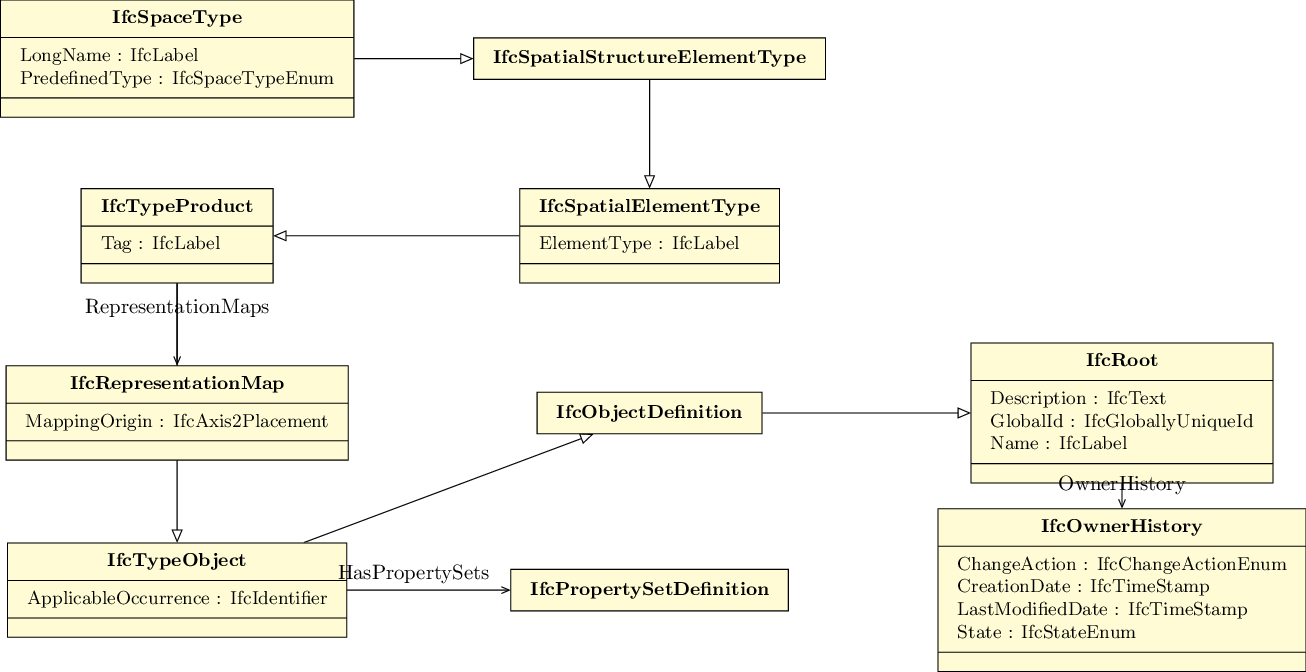 IfcSpaceType
LongName : IfcLabel
PredefinedType : IfcSpaceTypeEnum
IfcSpatialStructureElementType
IfcTypeProduct
Tag : IfcLabel
IfcSpatialElementType
ElementType : IfcLabel
RepresentationMaps
IfcRepresentationMap
MappingOrigin : IfcAxis2Placement
IfcObjectDefinition
IfcRoot
Description : IfcText
GlobalId : IfcGloballyUniqueId
Name : IfcLabel
OwnerHistory
IfcOwnerHistory
ChangeAction : IfcChangeActionEnum
CreationDate : IfcTimeStamp
LastModifiedDate : IfcTimeStamp
State : IfcStateEnum
IfcTypeObject
ApplicableOccurrence : IfcIdentifier
HasPropertySets
IfcPropertySetDefinition